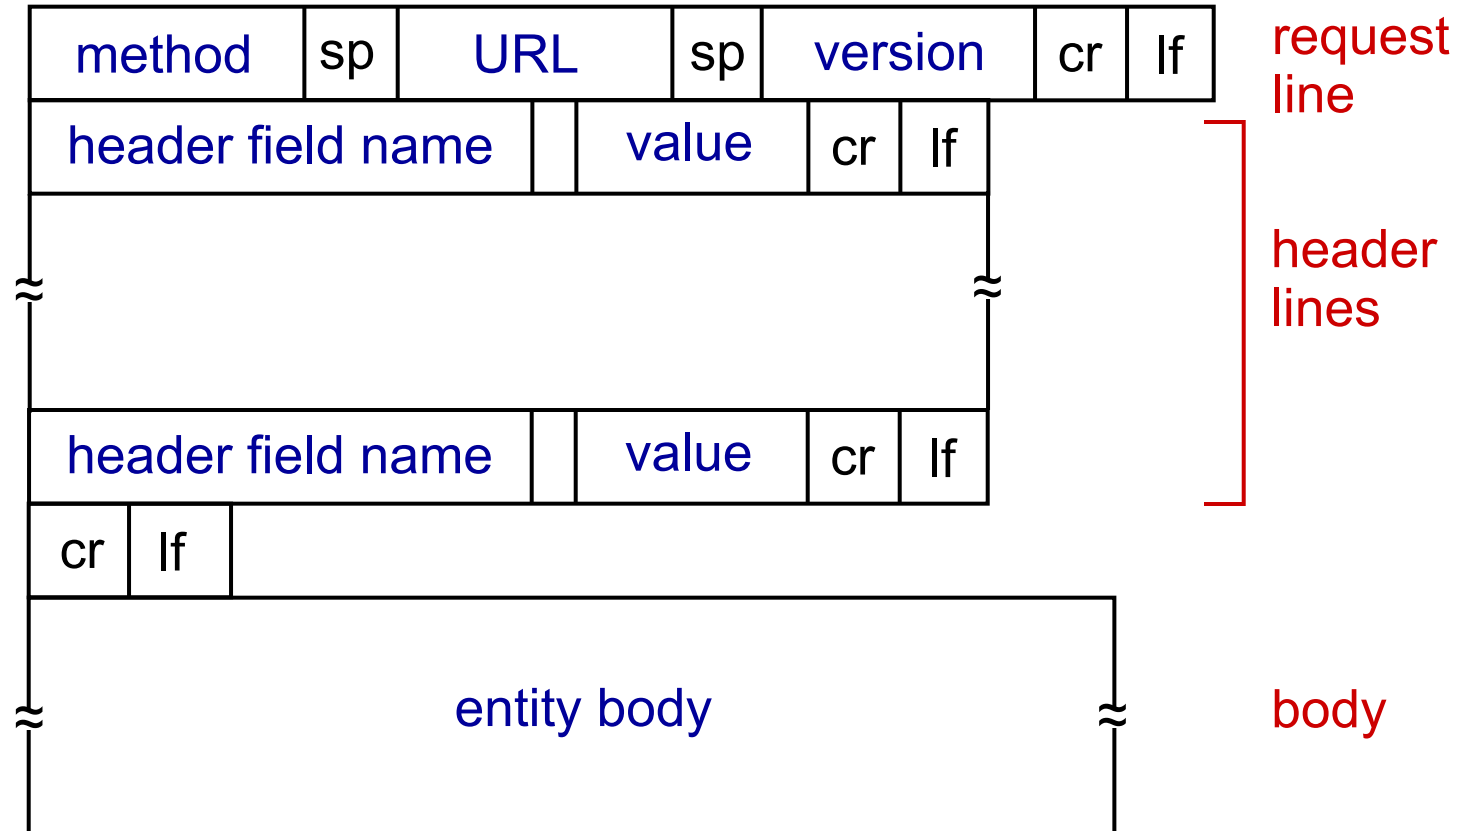 method sp URL sp version cr lf
request
line
header field name value cr lf
header
lines
≈ ≈
header field name value cr lf
cr lf
≈ entity body ≈
body